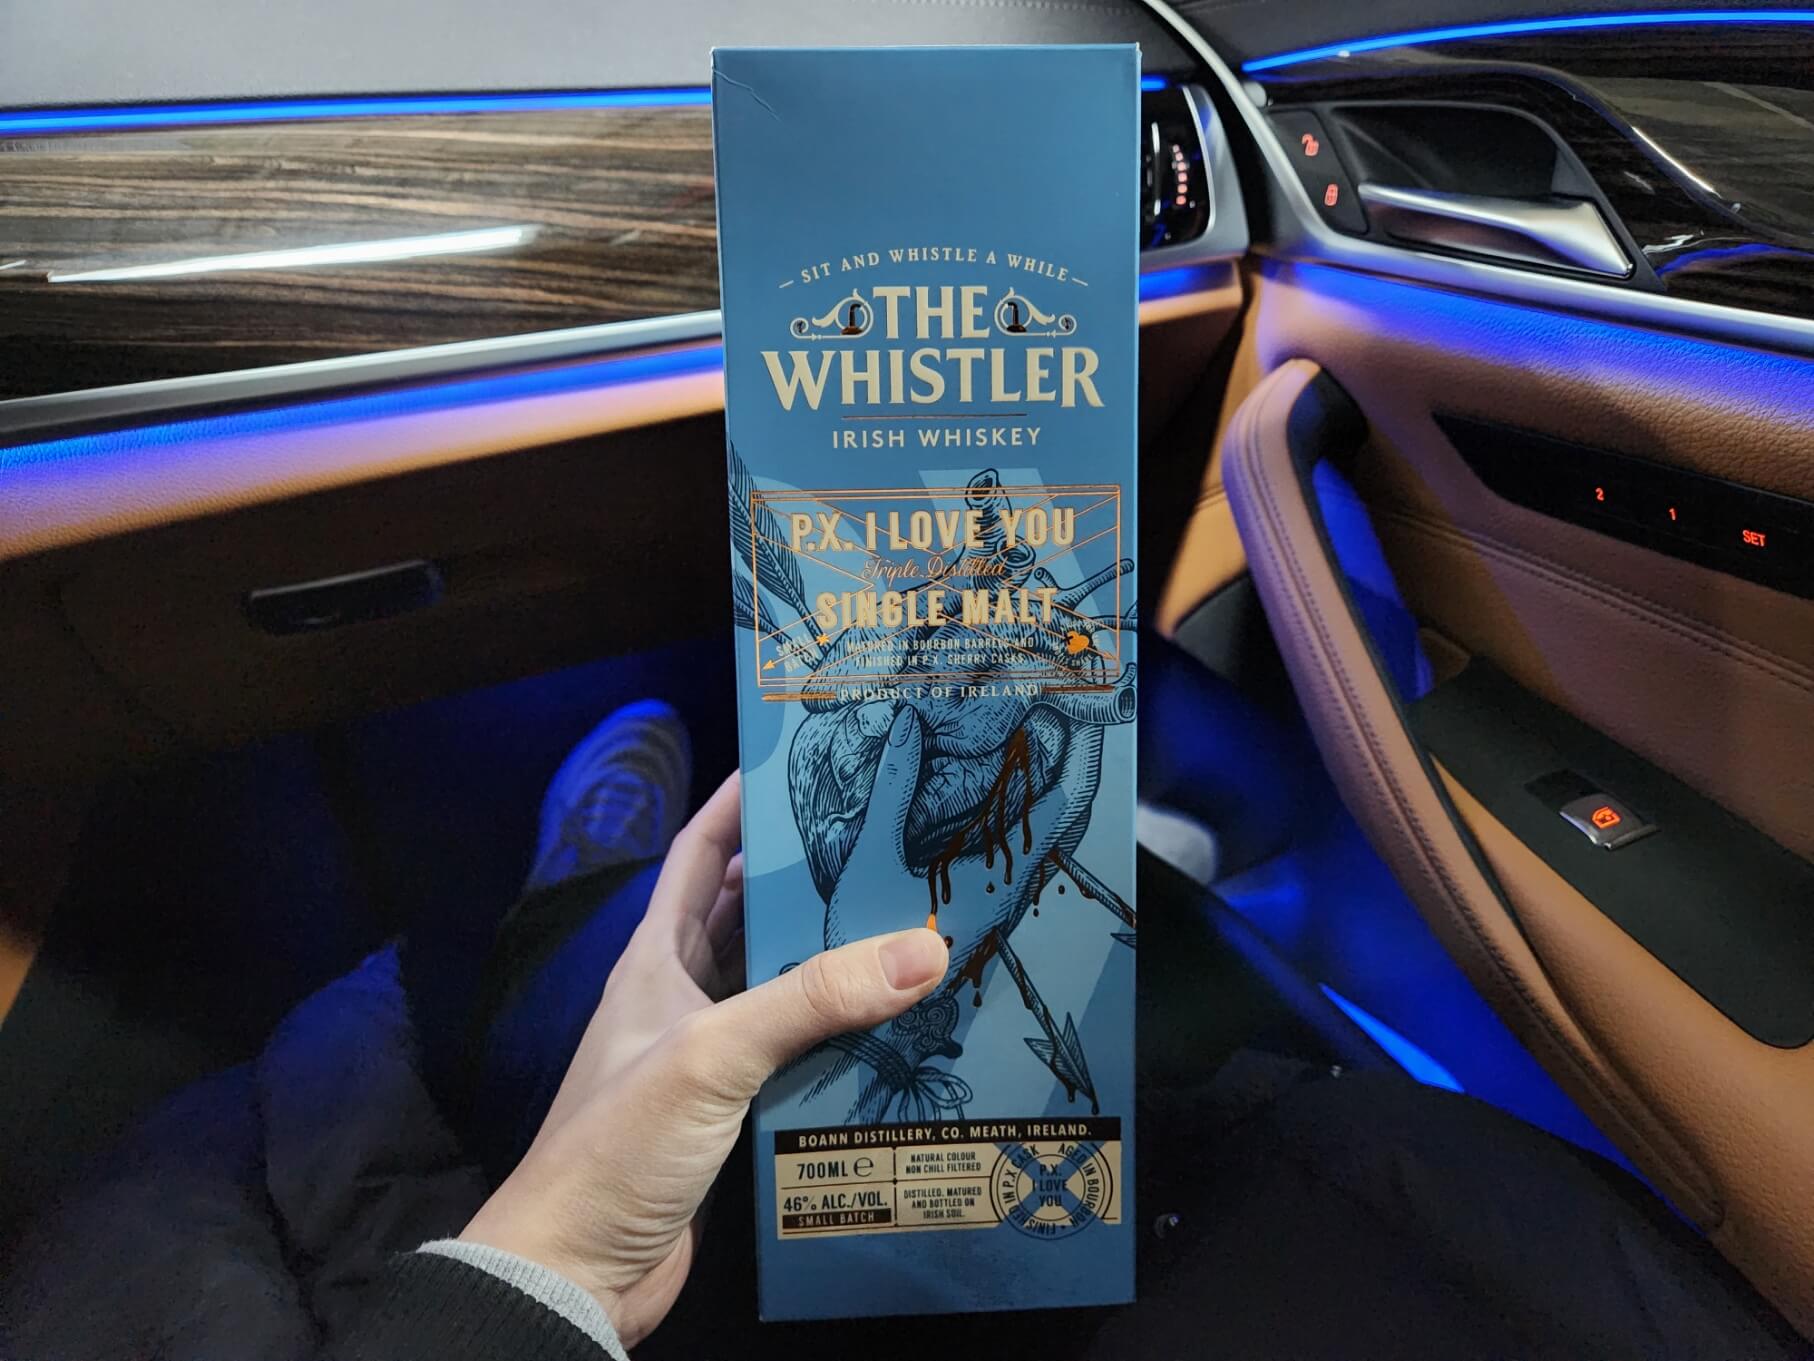 — SIT AND WHISTLE A WHILE —
THE
WHISTLER
IRISH WHISKEY
P.X. I LOVE YOU
Triple Distilled
SINGLE MALT
SMALL
BATCH
MATURED IN BOURBON BARRELS AND
FINISHED IN P.X. SHERRY CASKS
PRODUCT OF IRELAND
BOANN DISTILLERY, CO. MEATH, IRELAND.
700ML ℮
NATURAL COLOUR
NON CHILL FILTERED
46% ALC./VOL.
SMALL BATCH
DISTILLED, MATURED
AND BOTTLED ON
IRISH SOIL.
AGED IN BOURBON • FINISHED IN P.X CASK
P.X.
I LOVE
YOU
2
1
SET